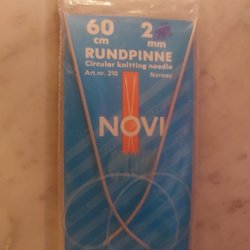 60 2
cm mm
RUNDPINNE
Circular knitting needle
Art.nr. 210 Norway
NOVI